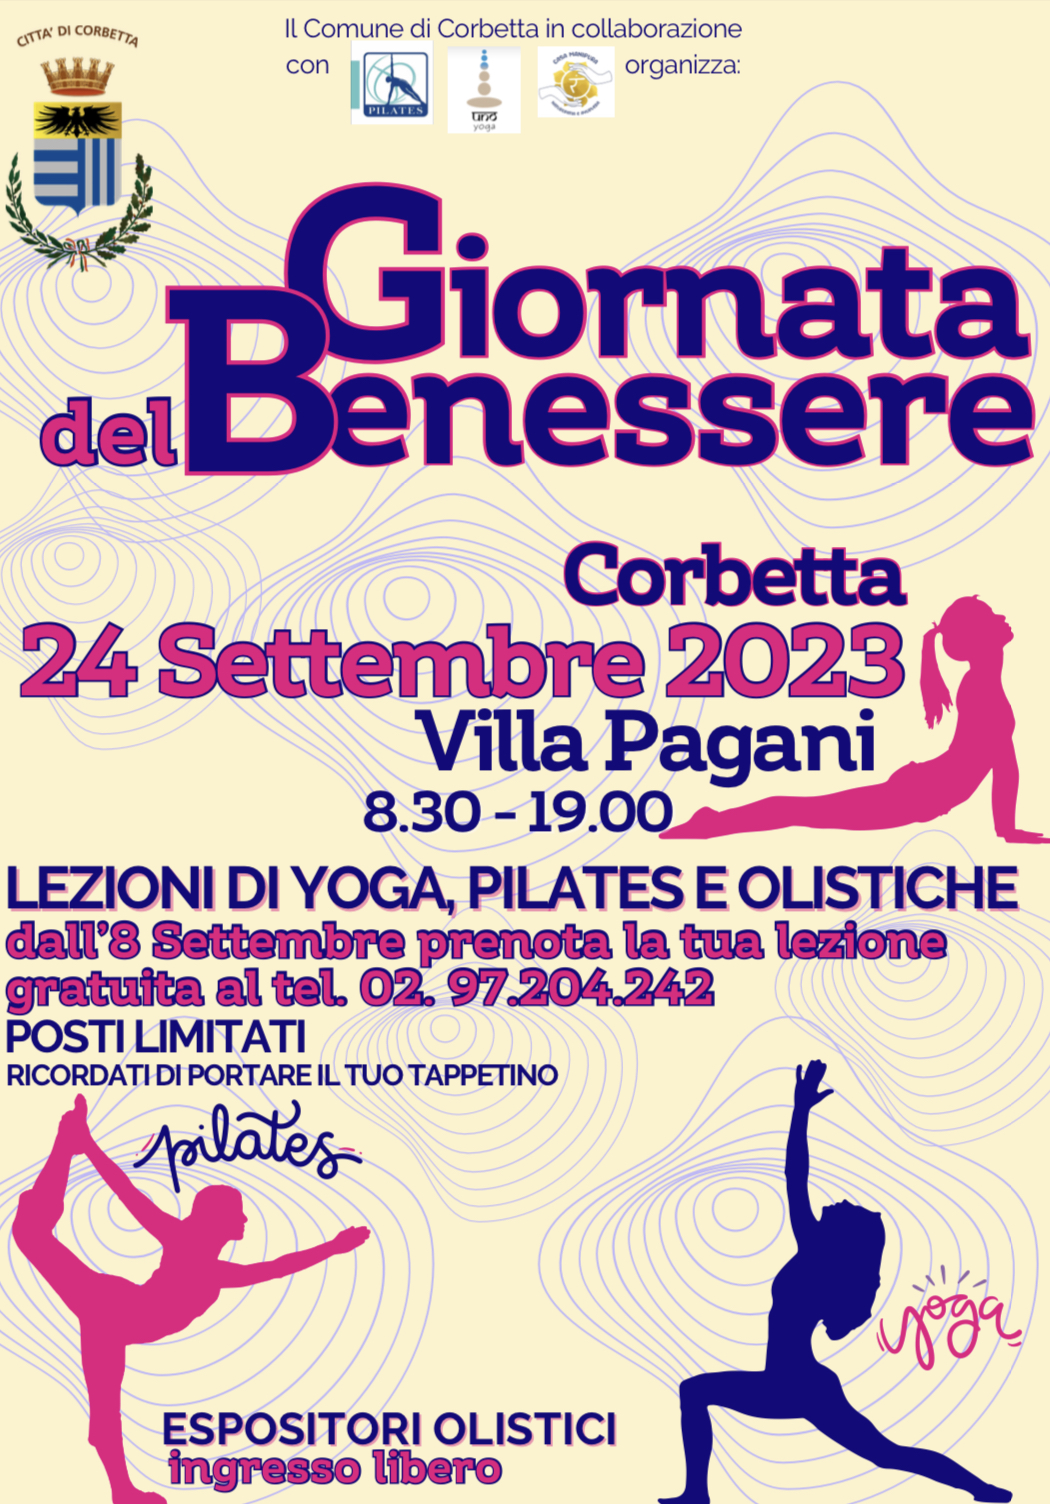 CITTA' DI CORBETTA
Il Comune di Corbetta in collaborazione
con organizza:
PILATES
uno
yoga
Giornata
del Benessere
Corbetta
24 Settembre 2023
Villa Pagani
8.30 - 19.00
LEZIONI DI YOGA, PILATES E OLISTICHE
dall'8 Settembre prenota la tua lezione
gratuita al tel. 02. 97.204.242
POSTI LIMITATI
RICORDATI DI PORTARE IL TUO TAPPETINO
pilates
yoga
ESPOSITORI OLISTICI
ingresso libero